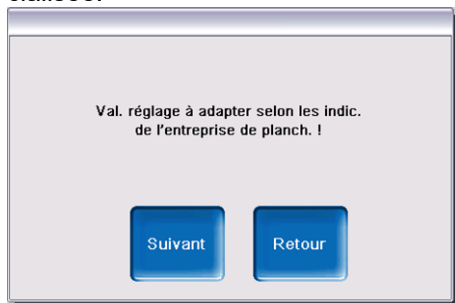 Val. réglage à adapter selon les indic.
de l'entreprise de planch. !
Suivant
Retour